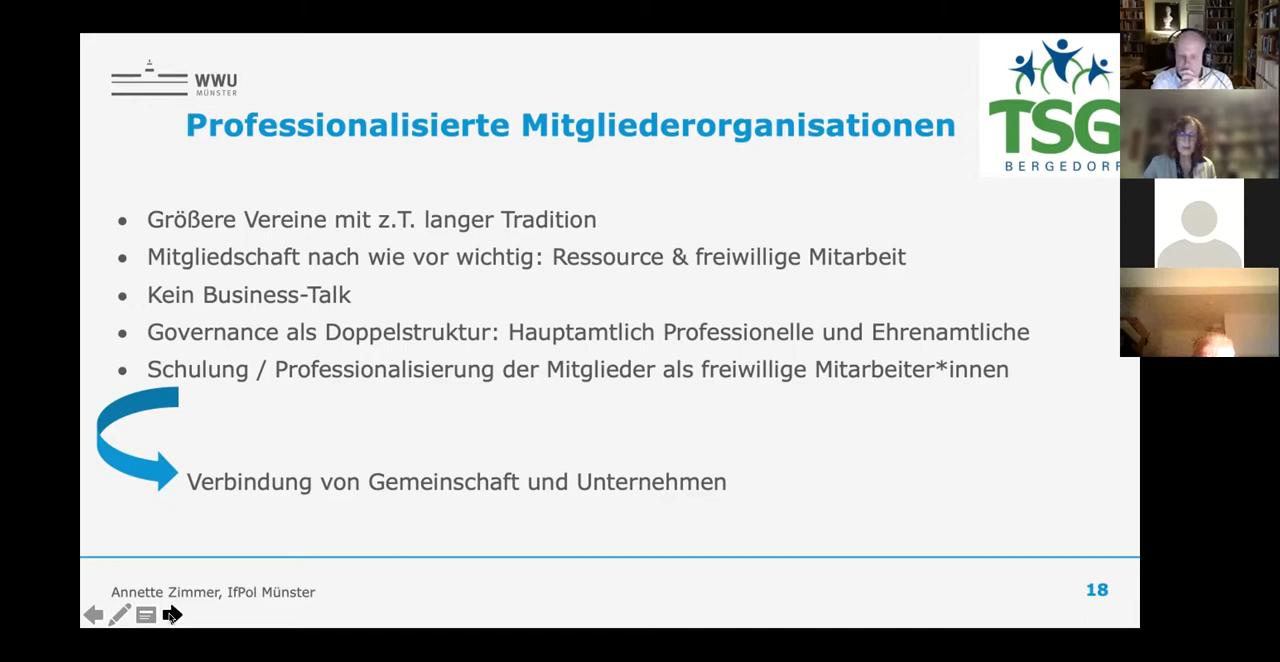 WWU
MÜNSTER
Professionalisierte Mitgliederorganisationen
TSG
BERGEDORF
• Größere Vereine mit z.T. langer Tradition
• Mitgliedschaft nach wie vor wichtig: Ressource & freiwillige Mitarbeit
• Kein Business-Talk
• Governance als Doppelstruktur: Hauptamtlich Professionelle und Ehrenamtliche
• Schulung / Professionalisierung der Mitglieder als freiwillige Mitarbeiter*innen
Verbindung von Gemeinschaft und Unternehmen
Annette Zimmer, IfPol Münster
18